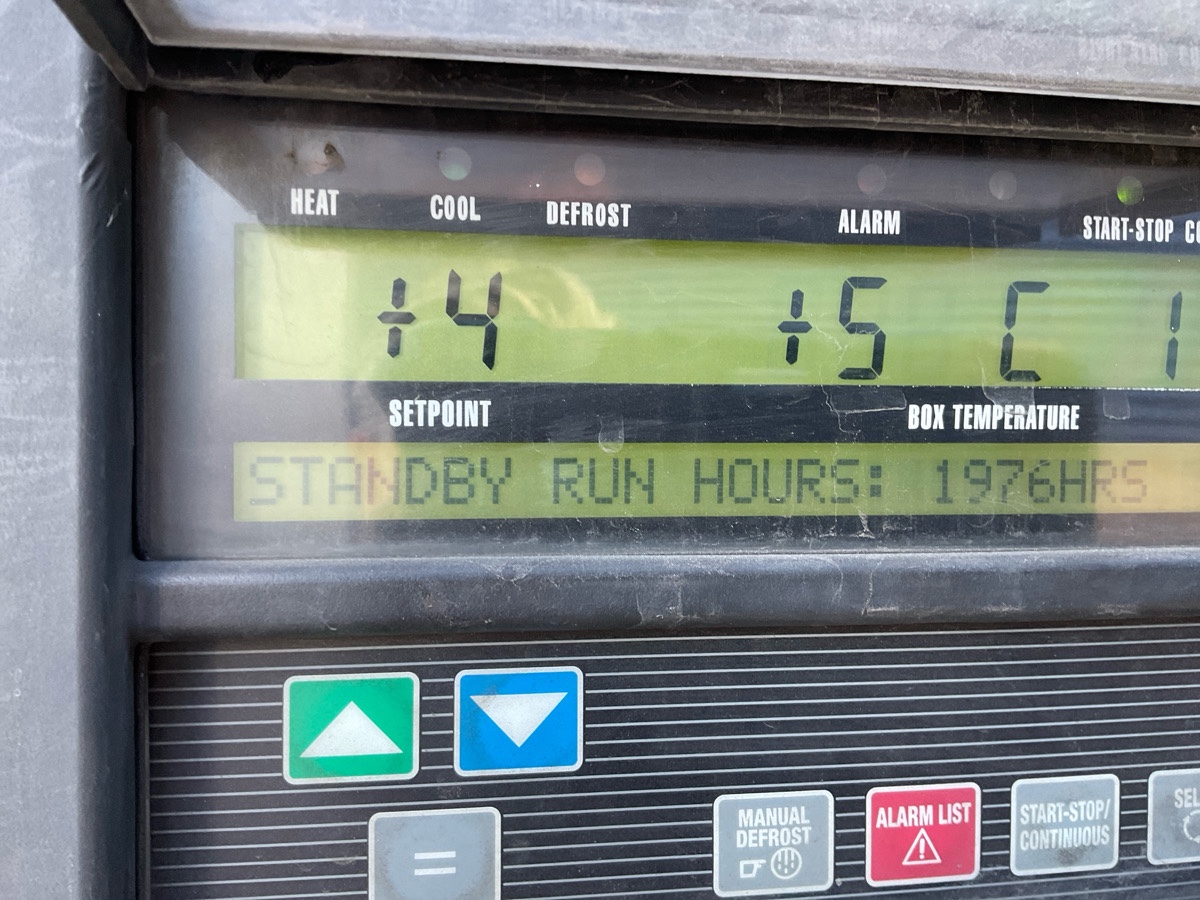 HEAT COOL DEFROST ALARM START-STOP
+4 +5 C 1
SETPOINT BOX TEMPERATURE
STANDBY RUN HOURS: 1976HRS
=
MANUAL DEFROST
ALARM LIST
START-STOP/CONTINUOUS